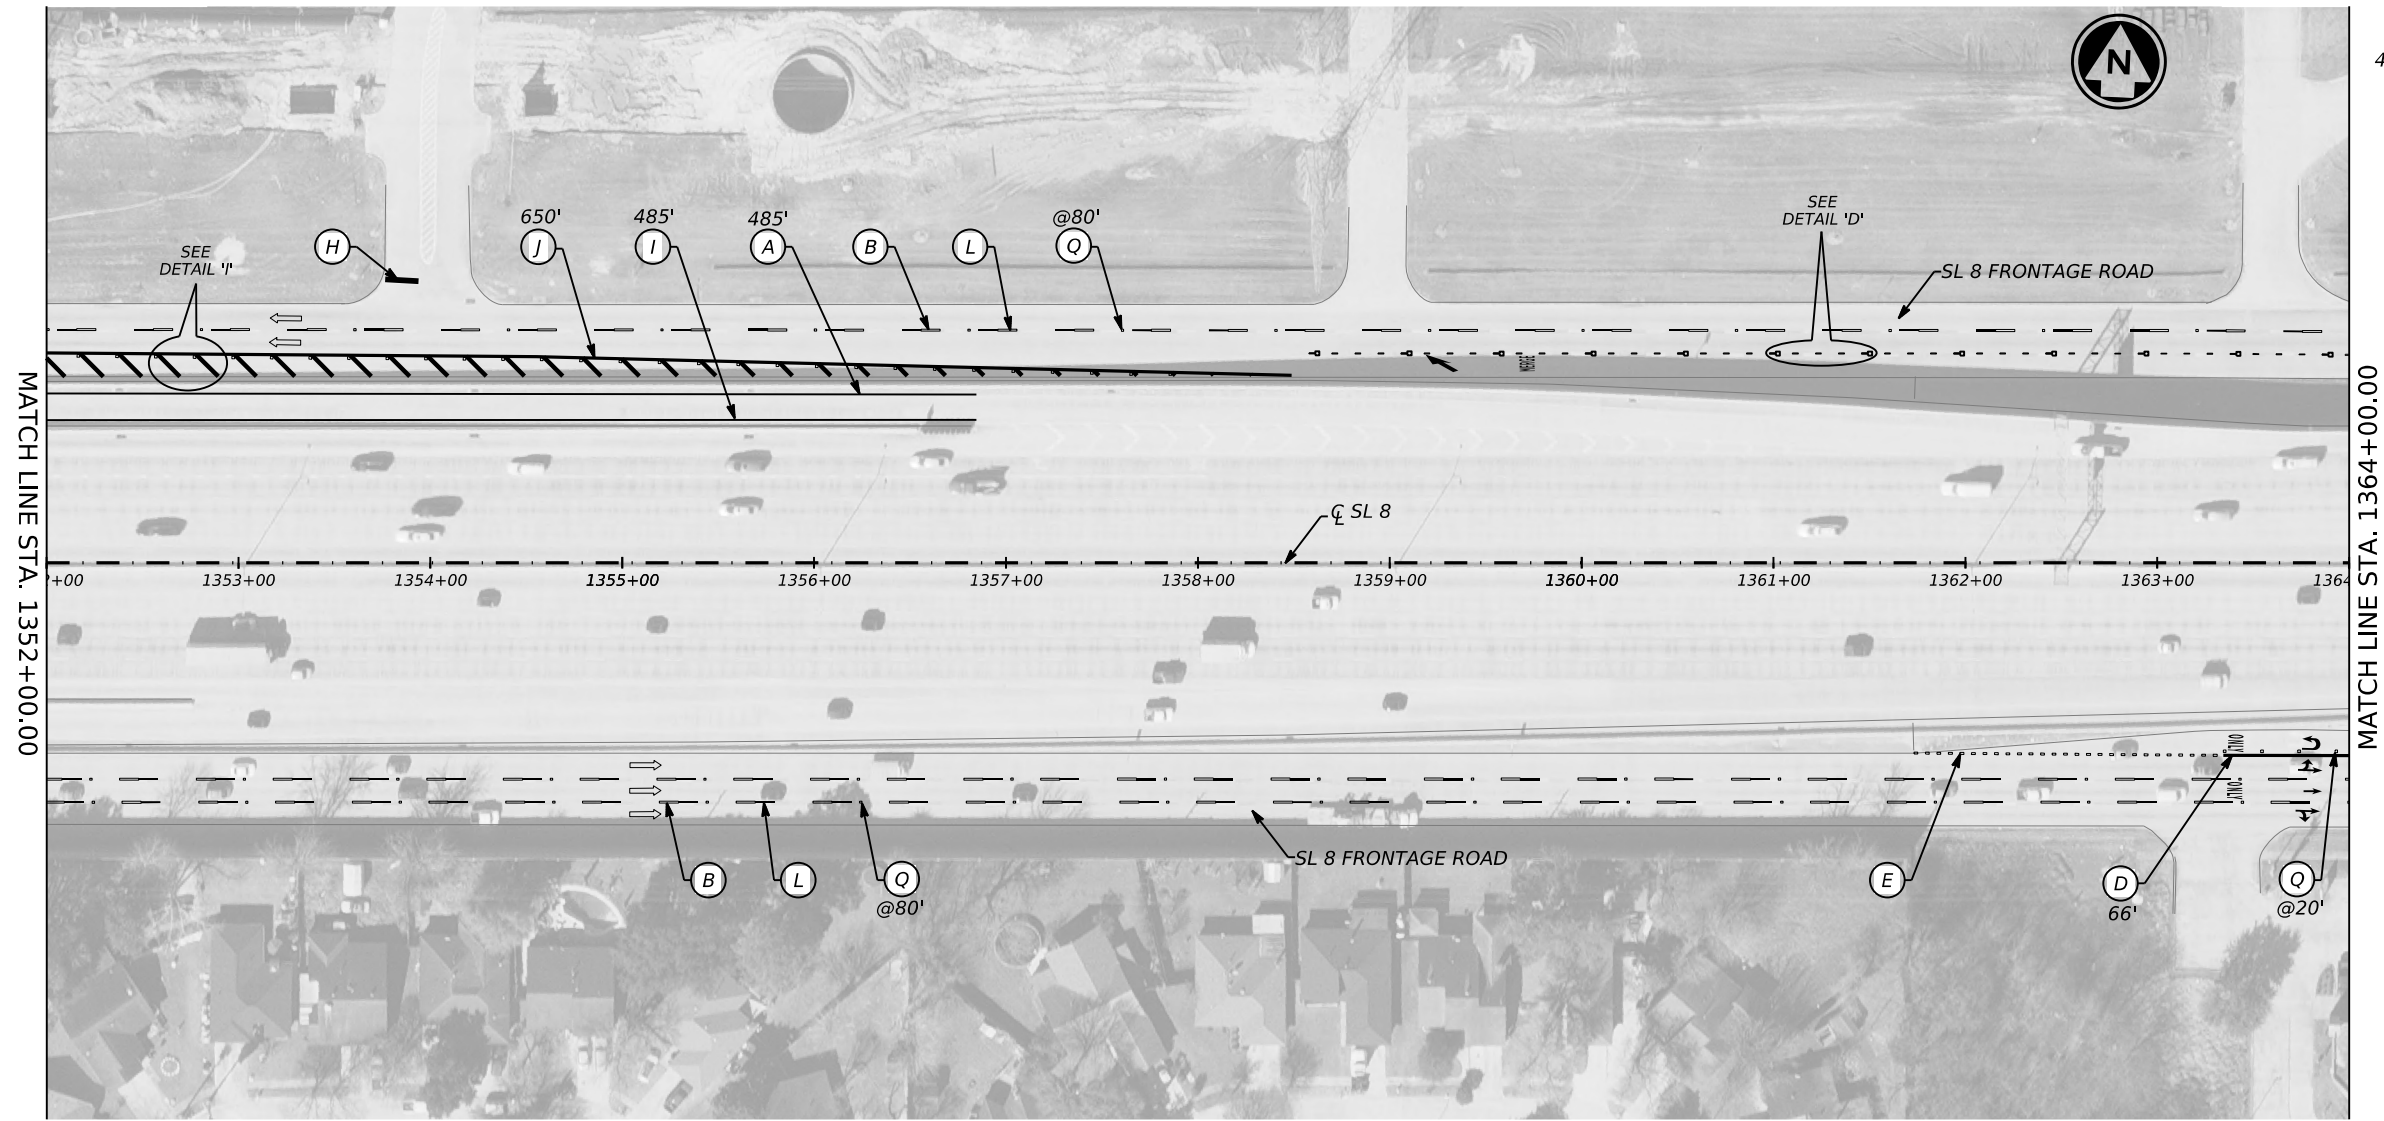 N
4
650'
485'
485'
@80'
SEE
DETAIL 'D'
SEE
DETAIL 'I'
H
J
I
A
B
L
Q
SL 8 FRONTAGE ROAD
MERGE
MATCH LINE STA. 1352+00.00
MATCH LINE STA. 1364+00.00
℄ SL 8
+00
1353+00
1354+00
1355+00
1356+00
1357+00
1358+00
1359+00
1360+00
1361+00
1362+00
1363+00
1364
ONLY
ONLY
SL 8 FRONTAGE ROAD
B
L
Q
@80'
E
D
66'
Q
@20'